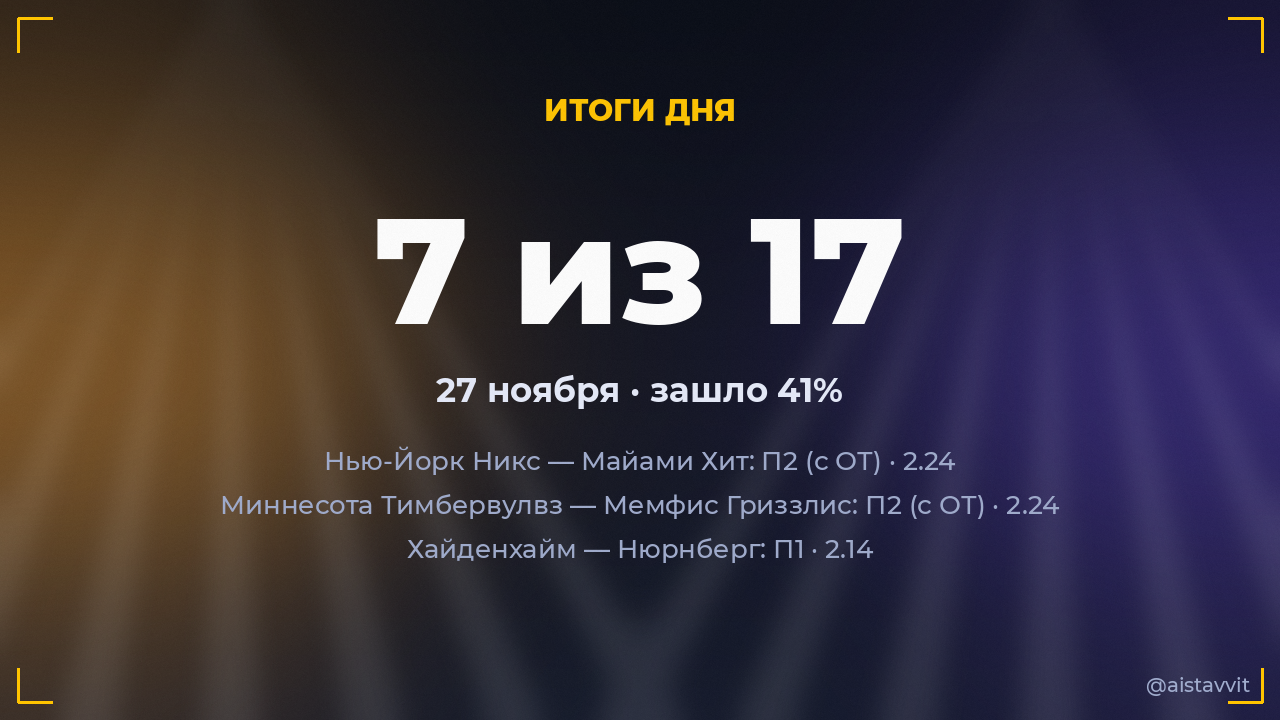 ИТОГИ ДНЯ
7 из 17
27 ноября · зашло 41%
Нью-Йорк Никс — Майами Хит: П2 (с ОТ) · 2.24
Миннесота Тимбервулвз — Мемфис Гриззлис: П2 (с ОТ) · 2.24
Хайденхайм — Нюрнберг: П1 · 2.14
@aistavvit